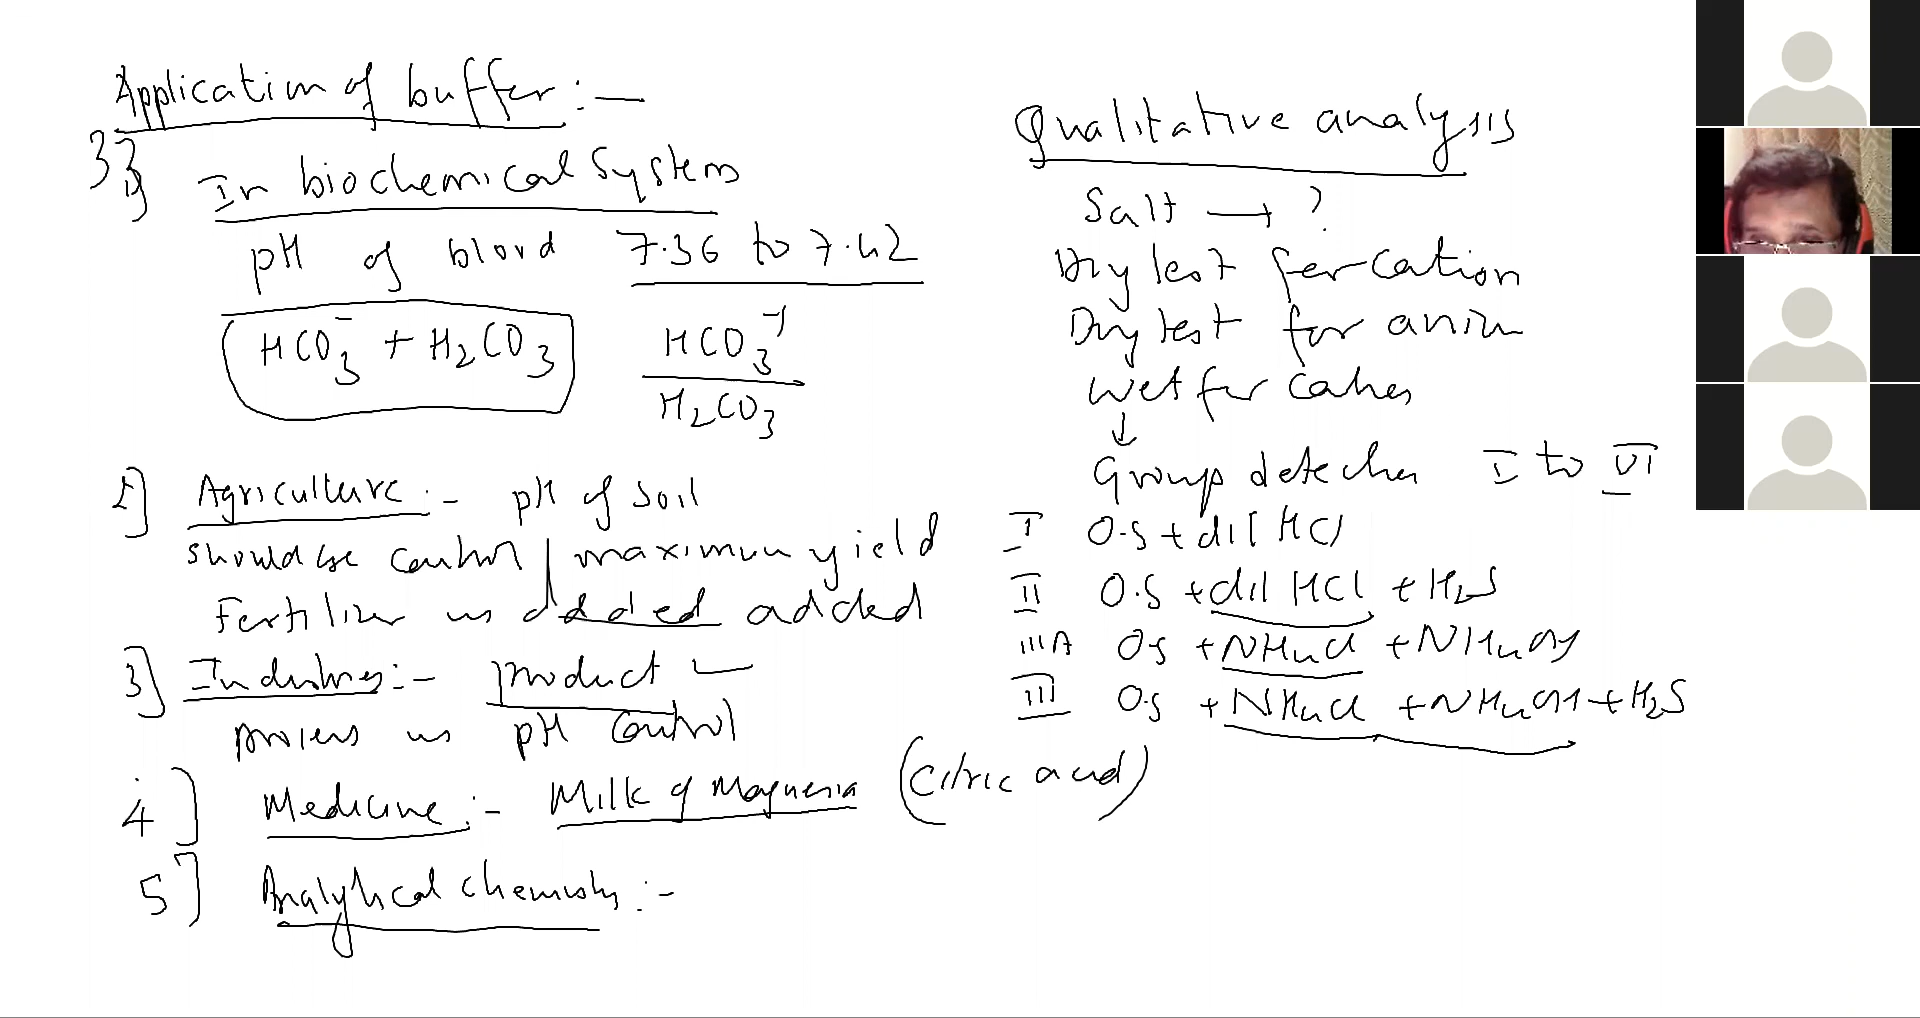 Application of buffer :-
3}
In biochemical System
pH of blood 7.36 to 7.42
HCO₃⁻ + H₂CO₃
HCO₃⁻¹
H₂CO₃
2] Agriculture :- pH of soil
should be control / maximum yield
Fertilizer is added added
3] Industry :- product
process is pH control
4] Medicine :- Milk of Magnesia (Citric acid)
5] Analytical chemistry :-
Qualitative analysis
Salt → ?
Dry test for cation
Dry test for anion
Wet for cation
↓
Group detection I to VI
I O.S + dil HCl
II O.S + dil HCl + H₂S
IIIA O.S + NH₄Cl + NH₄OH
III O.S + NH₄Cl + NH₄OH + H₂S